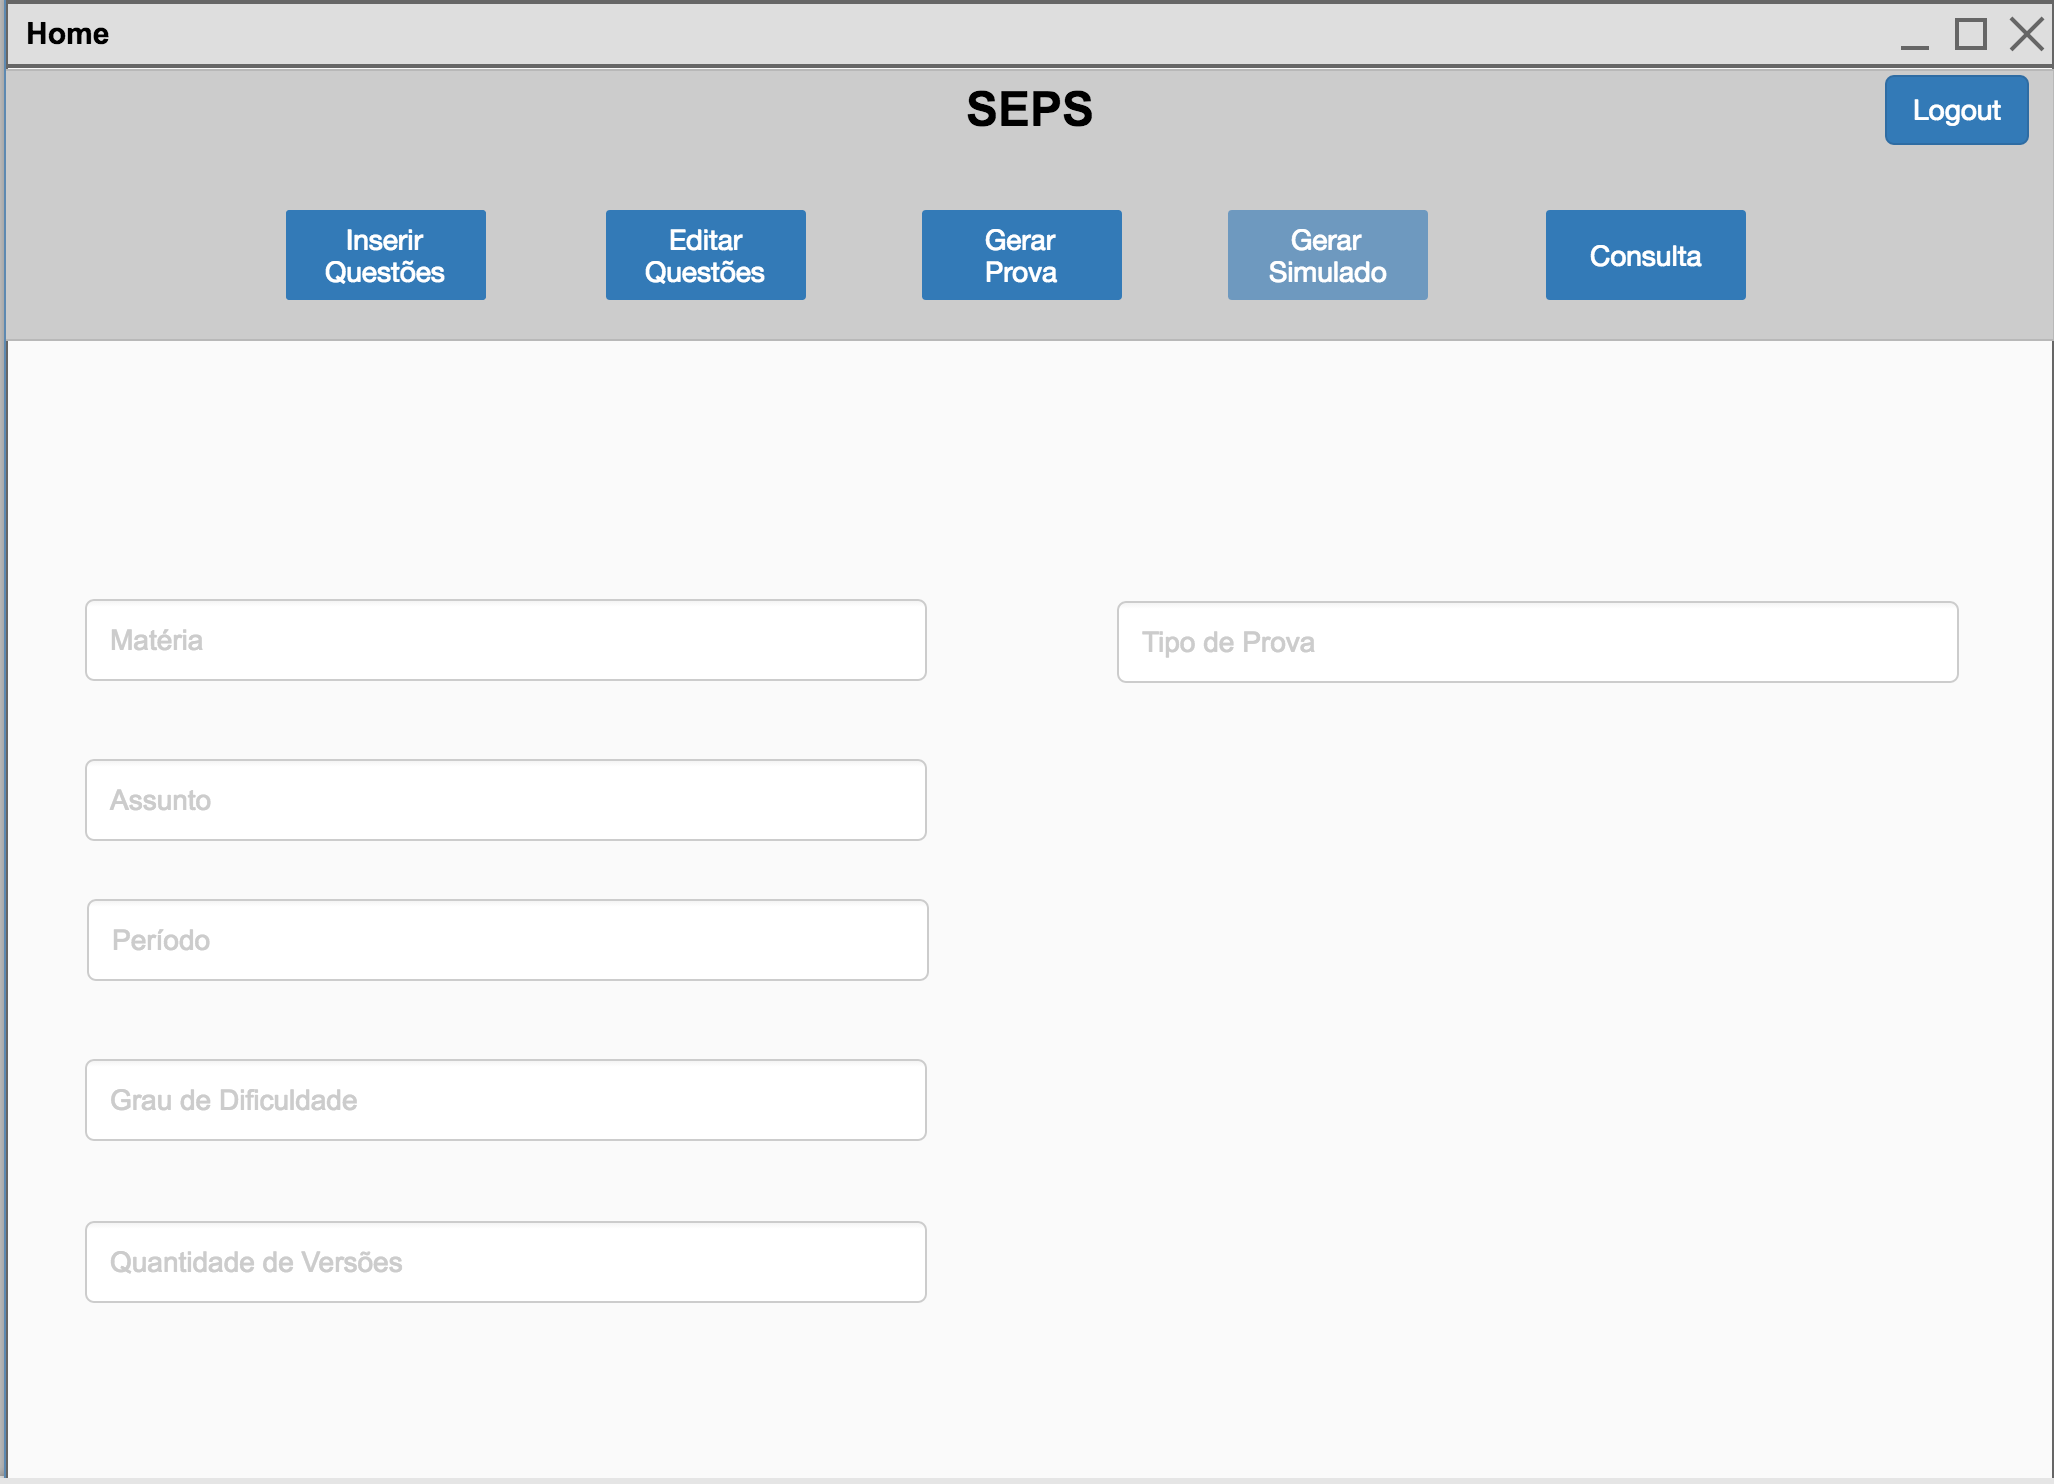 Home
SEPS
Logout
Inserir
Questões
Editar
Questões
Gerar
Prova
Gerar
Simulado
Consulta
Matéria
Tipo de Prova
Assunto
Período
Grau de Dificuldade
Quantidade de Versões